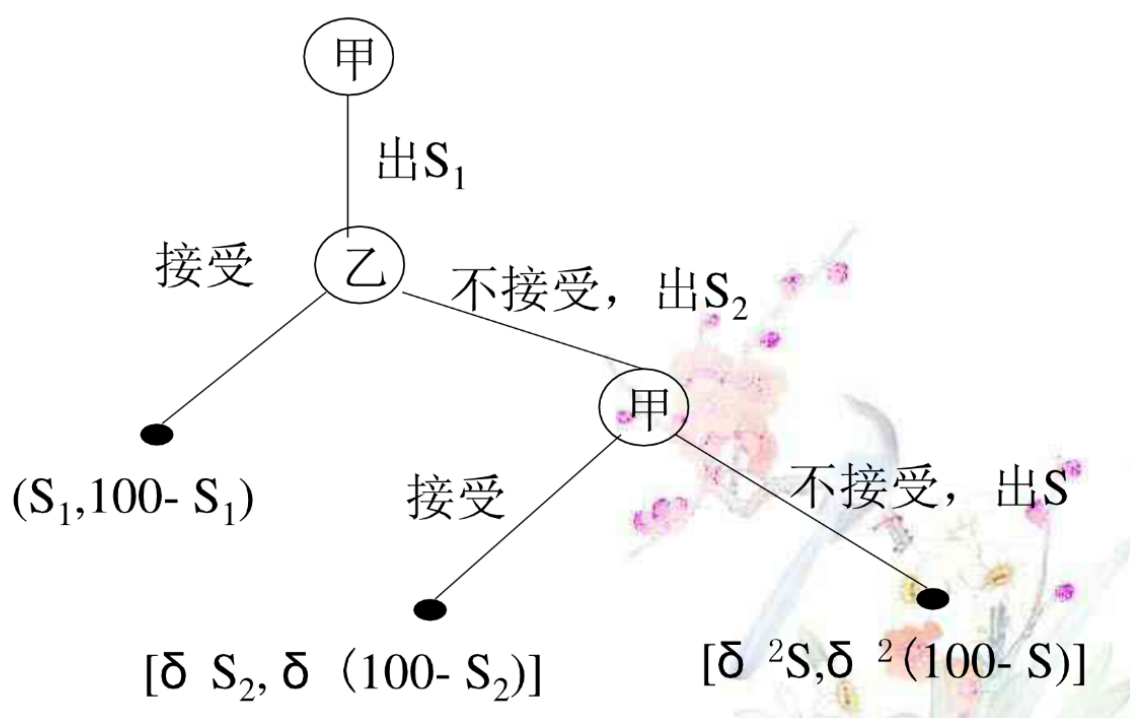 甲
出S₁
接受
乙
不接受，出S₂
甲
(S₁,100- S₁)
接受
不接受，出S
[δ S₂, δ（100- S₂)]
[δ ²S,δ ²(100- S)]